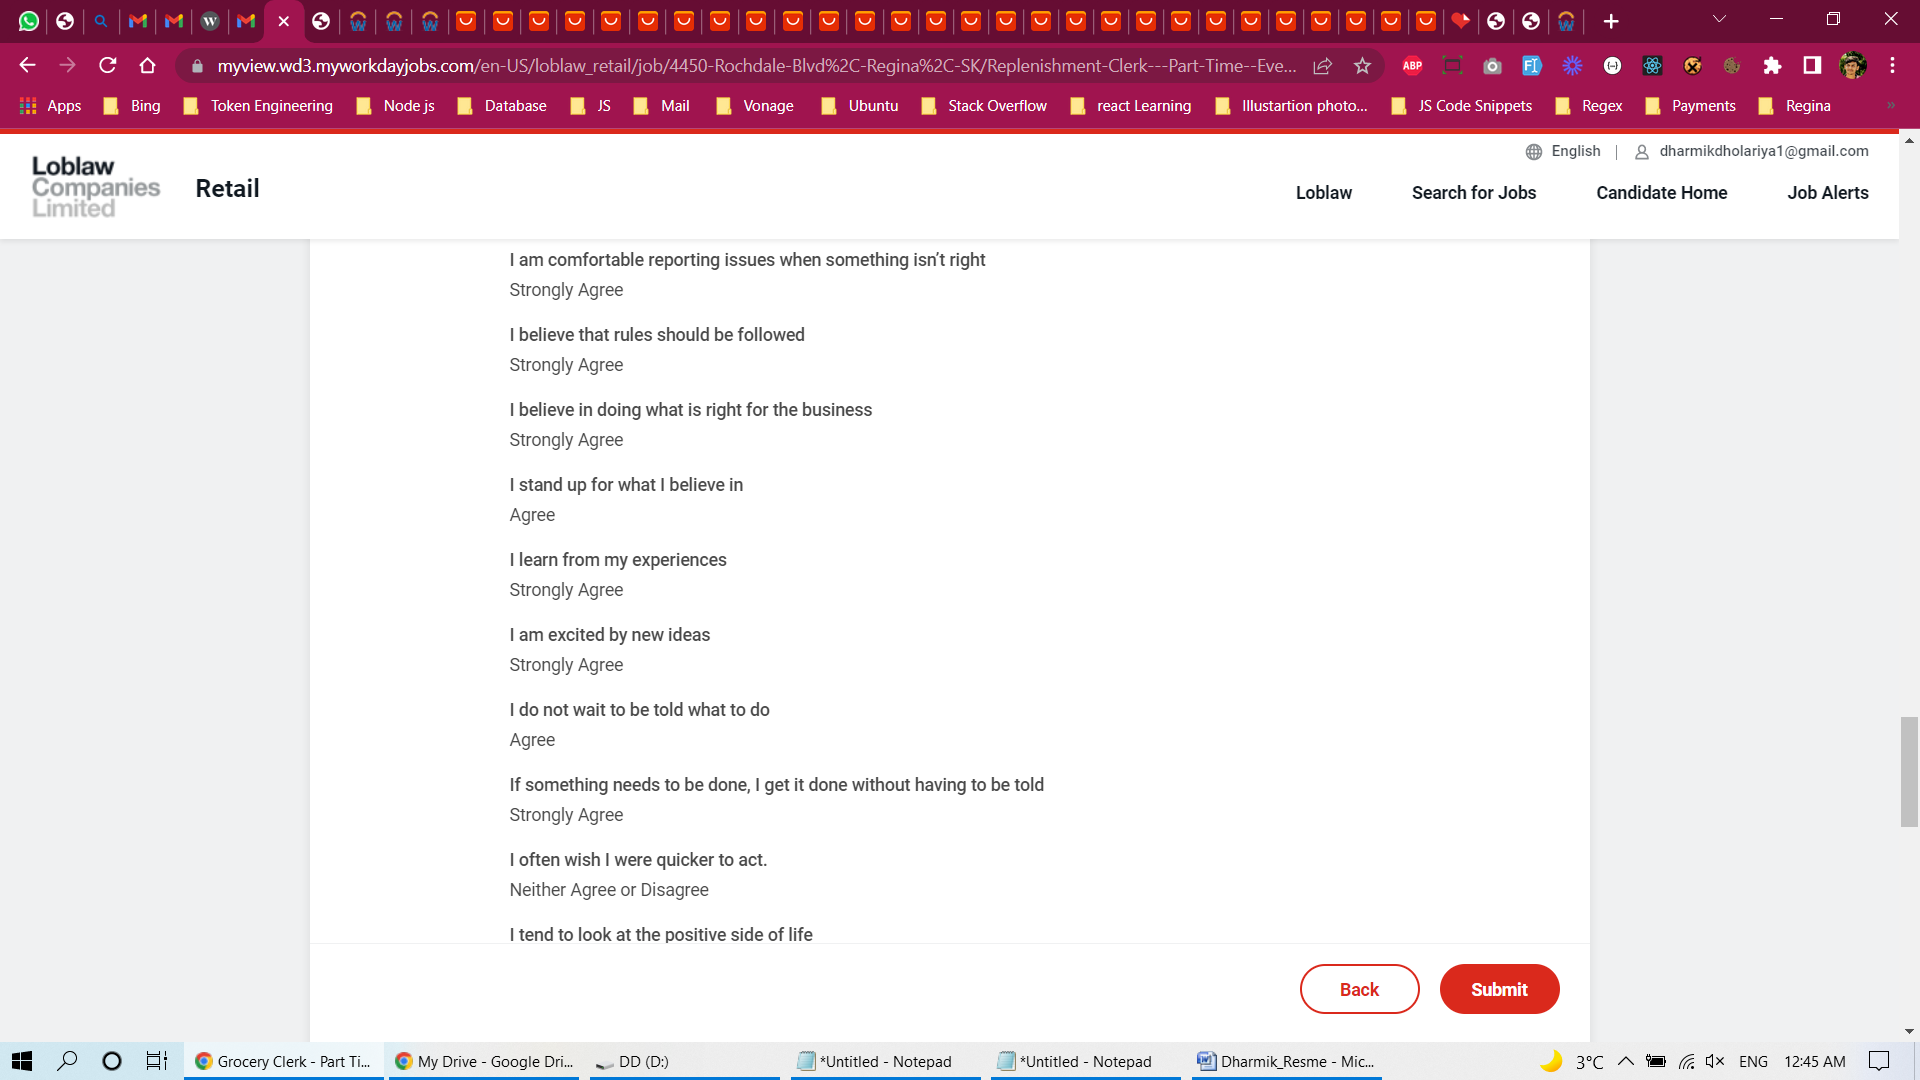 myview.wd3.myworkdayjobs.com/en-US/loblaw_retail/job/4450-Rochdale-Blvd%2C-Regina%2C-SK/Replenishment-Clerk---Part-Time--Eve...
ABP
Apps Bing Token Engineering Node js Database JS Mail Vonage Ubuntu Stack Overflow react Learning Illustartion photo... JS Code Snippets Regex Payments Regina »
English | dharmikdholariya1@gmail.com
Loblaw
Companies
Limited
Retail
Loblaw Search for Jobs Candidate Home Job Alerts
I am comfortable reporting issues when something isn’t right
Strongly Agree
I believe that rules should be followed
Strongly Agree
I believe in doing what is right for the business
Strongly Agree
I stand up for what I believe in
Agree
I learn from my experiences
Strongly Agree
I am excited by new ideas
Strongly Agree
I do not wait to be told what to do
Agree
If something needs to be done, I get it done without having to be told
Strongly Agree
I often wish I were quicker to act.
Neither Agree or Disagree
I tend to look at the positive side of life
Back Submit
Grocery Clerk - Part Ti... My Drive - Google Dri... DD (D:) *Untitled - Notepad *Untitled - Notepad Dharmik_Resme - Mic... 3°C ENG 12:45 AM